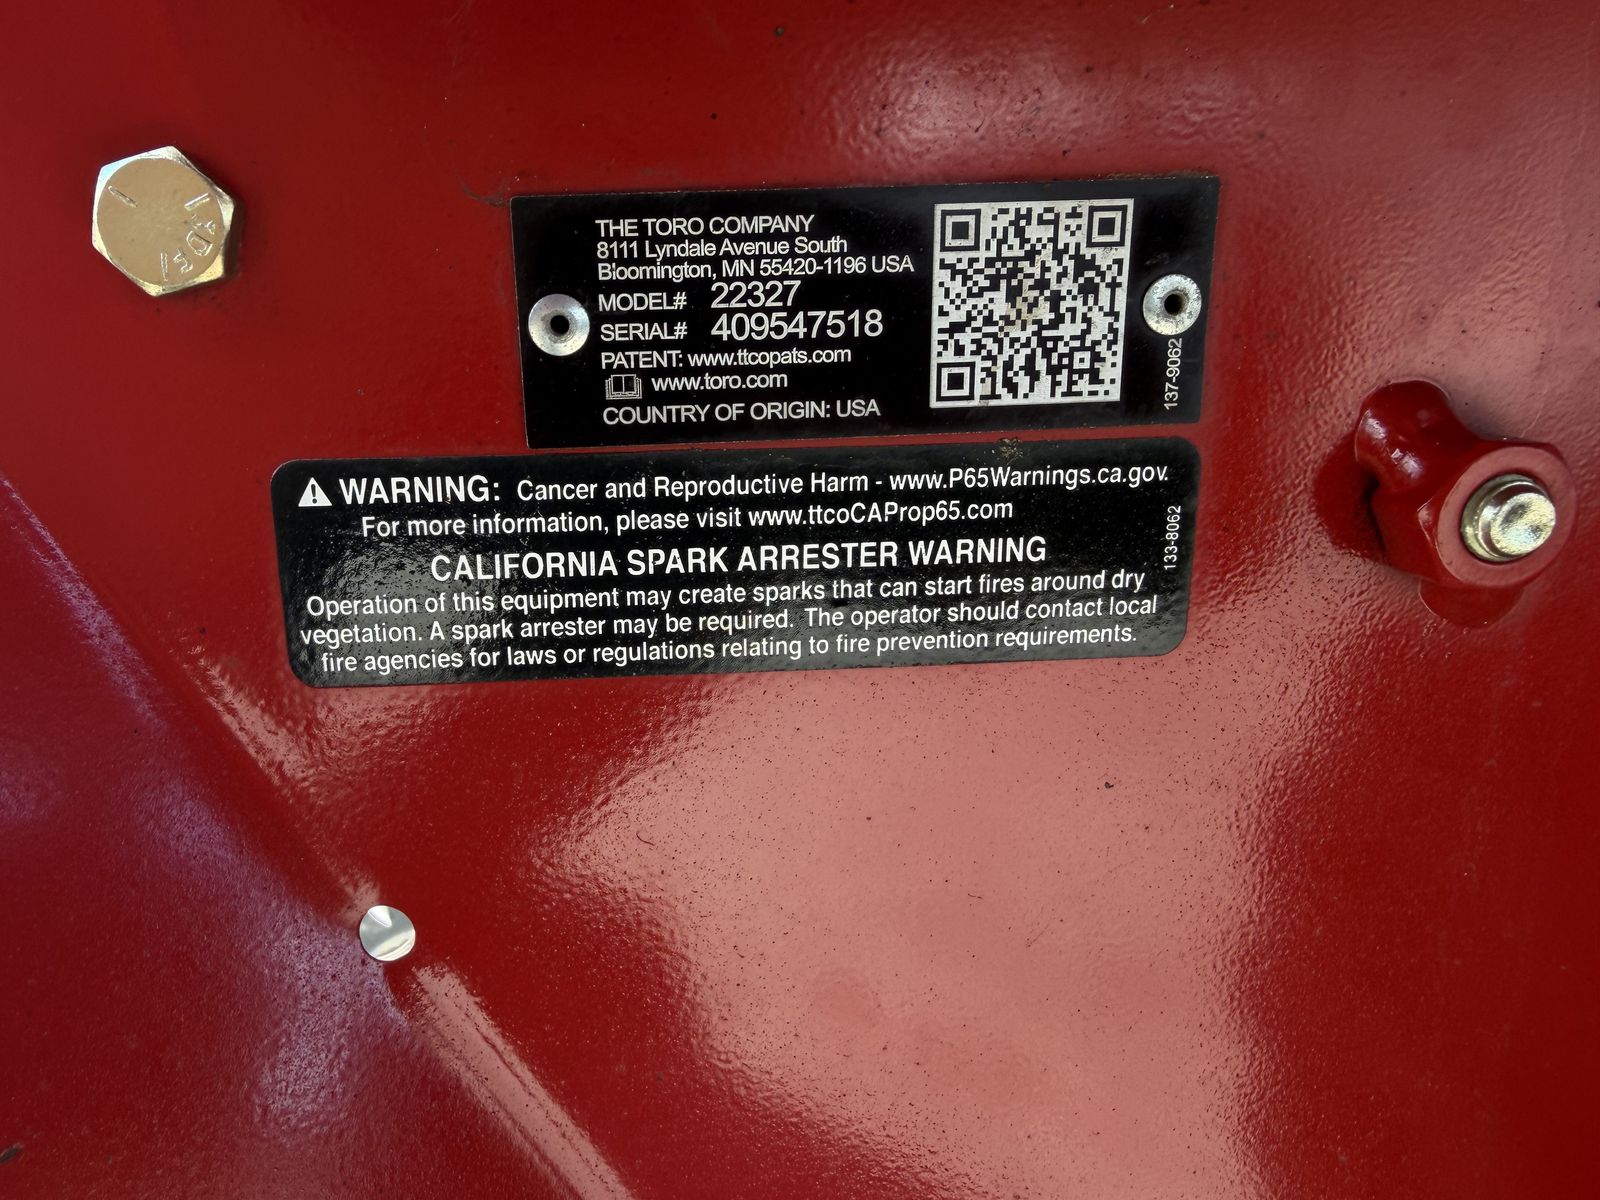 THE TORO COMPANY
8111 Lyndale Avenue South
Bloomington, MN 55420-1196 USA
MODEL# 22327
SERIAL# 409547518
PATENT: www.ttcopats.com
www.toro.com
COUNTRY OF ORIGIN: USA
137-9062
WARNING: Cancer and Reproductive Harm - www.P65Warnings.ca.gov.
For more information, please visit www.ttcoCAProp65.com
CALIFORNIA SPARK ARRESTER WARNING
Operation of this equipment may create sparks that can start fires around dry
vegetation. A spark arrester may be required. The operator should contact local
fire agencies for laws or regulations relating to fire prevention requirements.
133-8062